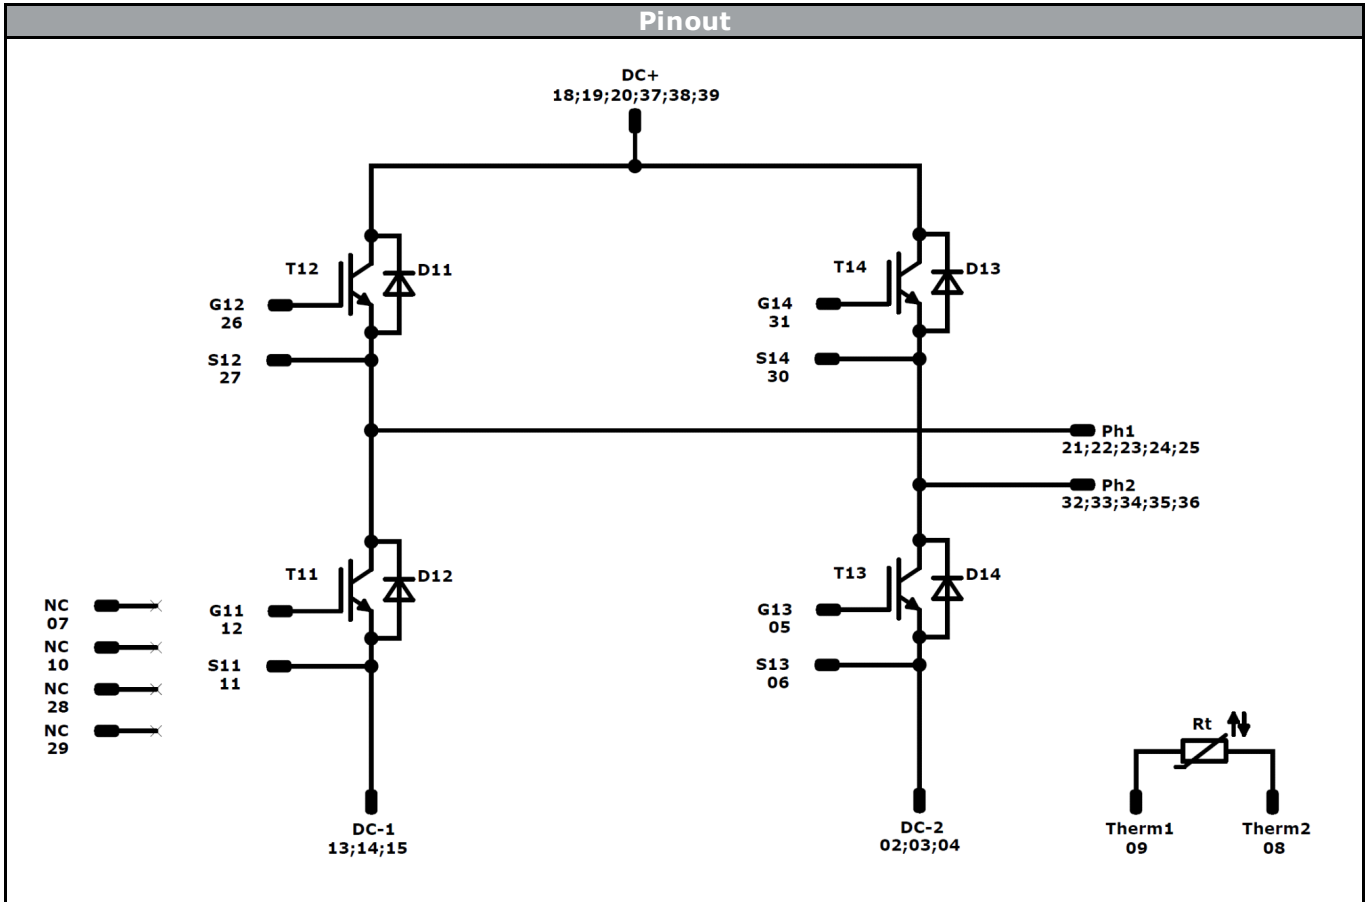 Pinout
DC+
18;19;20;37;38;39
T12
D11
G12
26
S12
27
T14
D13
G14
31
S14
30
Ph1
21;22;23;24;25
Ph2
32;33;34;35;36
T11
D12
G11
12
S11
11
T13
D14
G13
05
S13
06
NC
07
NC
10
NC
28
NC
29
Rt
DC-1
13;14;15
DC-2
02;03;04
Therm1
09
Therm2
08